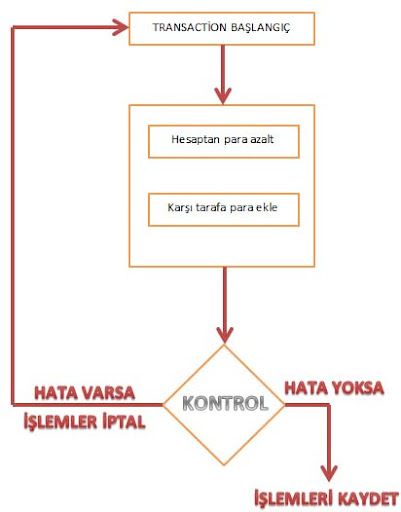 TRANSACTİON BAŞLANGIÇ
Hesaptan para azalt
Karşı tarafa para ekle
KONTROL
HATA VARSA
İŞLEMLER İPTAL
HATA YOKSA
İŞLEMLERİ KAYDET